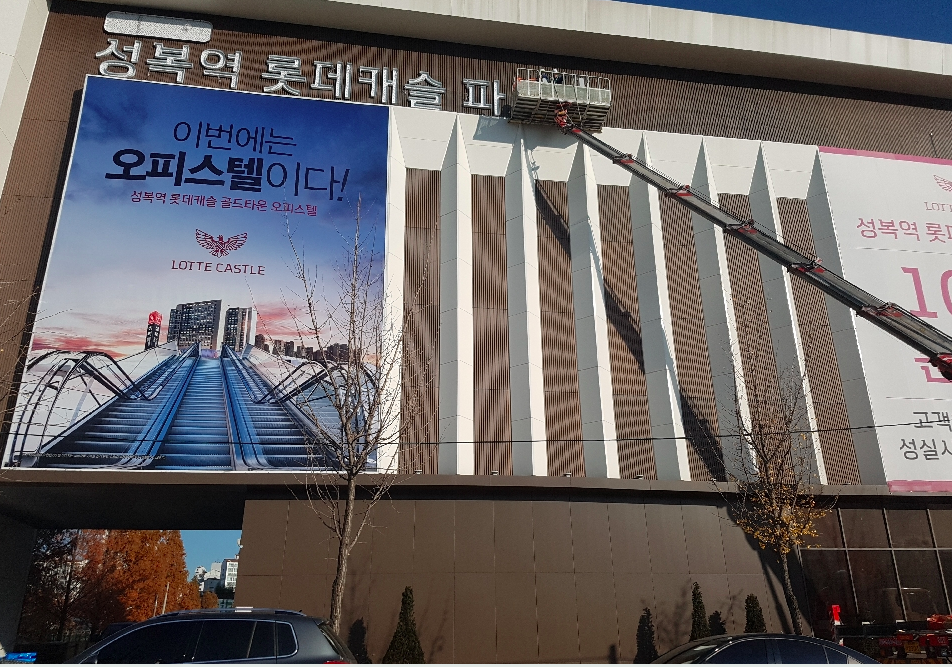 성복역 롯데캐슬 파
이번에는
오피스텔이다!
성복역 롯데캐슬 골드타운 오피스텔
LOTTE CASTLE
LOTT
성복역 롯데
10
고객
성실시